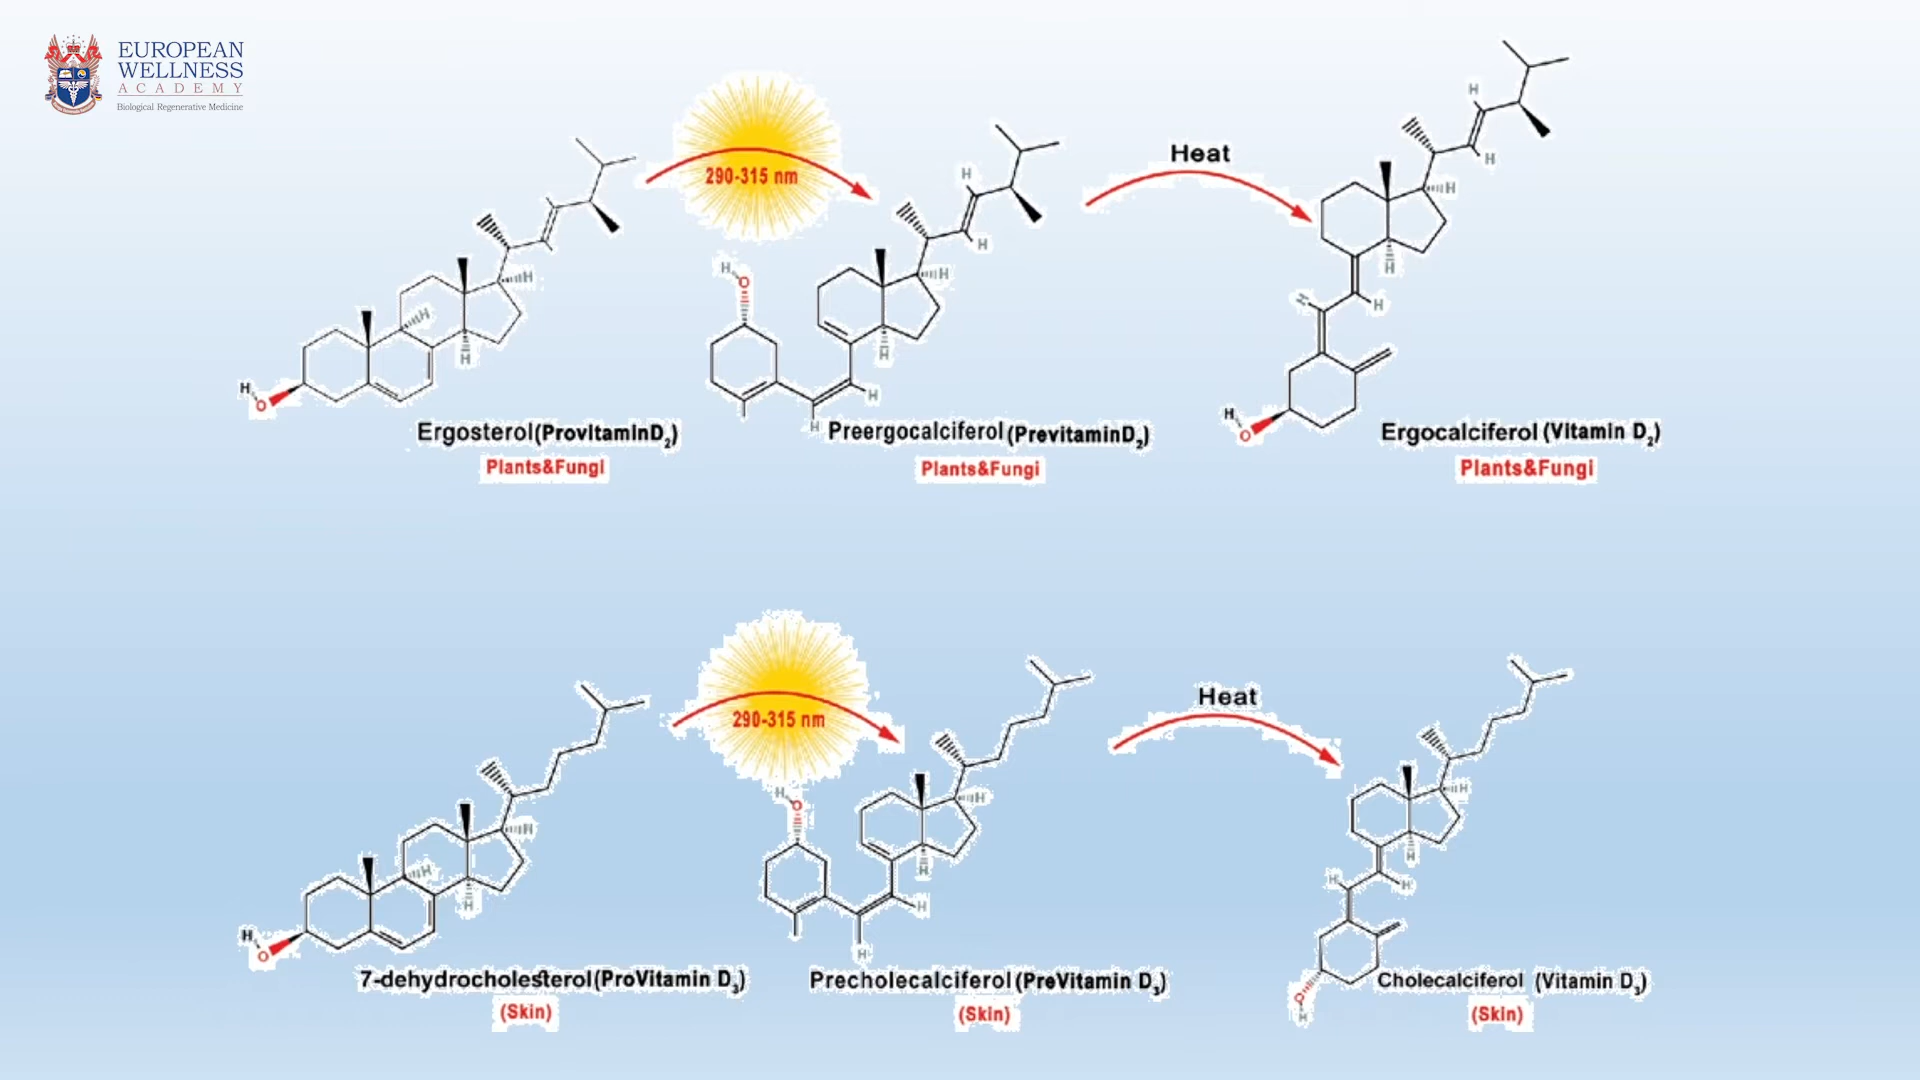 EUROPEAN
WELLNESS
ACADEMY
Biological Regenerative Medicine
290-315 nm
Heat
H
H
H
H
H
H
H
H
H
H
H
O
H
H
H
H
H
H
H
H
O
H
O
Ergosterol(ProvitaminD₂)
Preergocalciferol(PrevitaminD₂)
Ergocalciferol(Vitamin D₂)
Plants&Fungi
Plants&Fungi
Plants&Fungi
290-315 nm
Heat
H
O
H
H
H
H
H
H
H
H
H
H
H
H
H
O
H
7-dehydrocholesterol(ProVitamin D₃)
Precholecalciferol(PreVitamin D₃)
Cholecalciferol (Vitamin D₃)
O
H
(Skin)
(Skin)
(Skin)